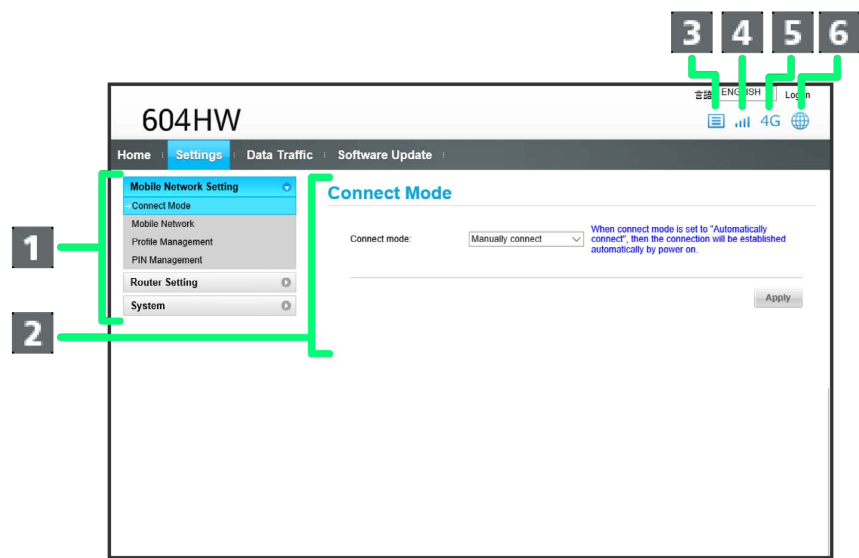 3 4 5 6
言語 ENGLISH
604HW
4G
Home Settings Data Traffic Software Update
Mobile Network Setting
Connect Mode
Mobile Network
Profile Management
PIN Management
Router Setting
System
1
2
Connect Mode
Connect mode: Manually connect
When connect mode is set to "Automatically
connect", then the connection will be established
automatically by power on.
Apply